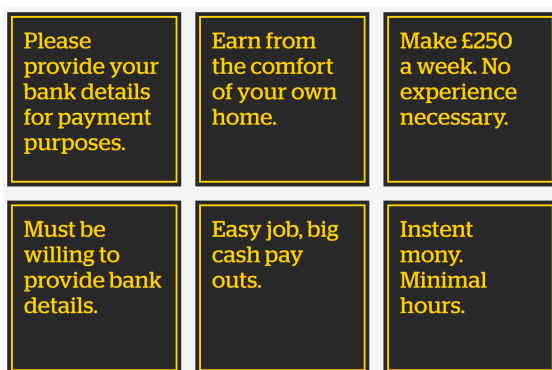 Please
provide your
bank details
for payment
purposes.
Earn from
the comfort
of your own
home.
Make £250
a week. No
experience
necessary.
Must be
willing to
provide bank
details.
Easy job, big
cash pay
outs.
Instent
mony.
Minimal
hours.